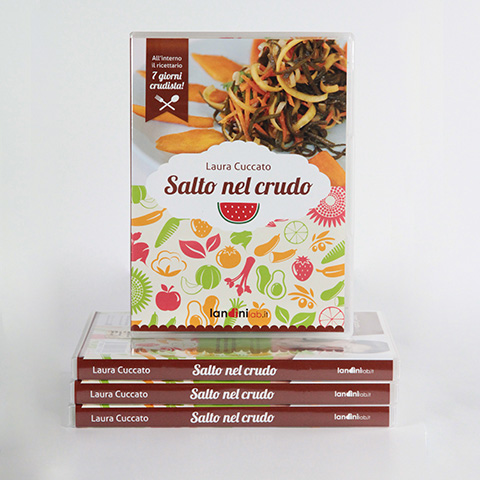 All'interno
il ricettario
7 giorni
crudista!
Laura Cuccato
Salto nel crudo
landinilab.it
Laura Cuccato Salto nel crudo landinilab.it
Laura Cuccato Salto nel crudo landinilab.it
Laura Cuccato Salto nel crudo landinilab.it